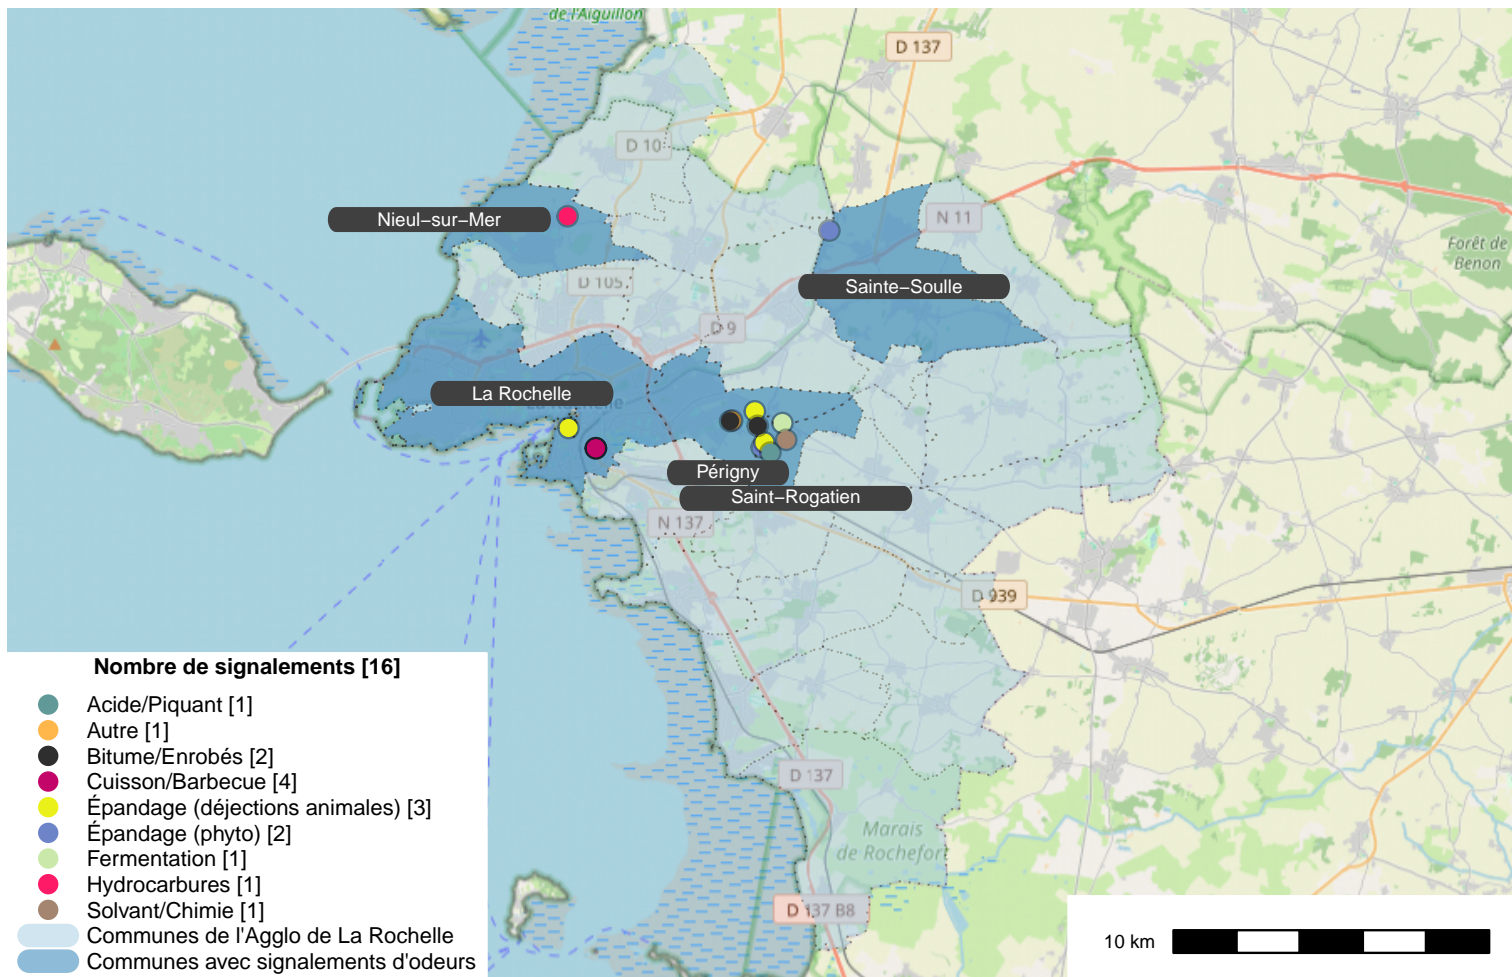 de l'Aiguillon
D 137
D 10
Nieul−sur−Mer
N 11
Forêt de
Benon
D 105
Sainte−Soulle
D 9
La Rochelle
Périgny
Saint−Rogatien
N 137
D 939
D 137
Marais
de Rochefort
D 137 B8
Nombre de signalements [16]
Acide/Piquant [1]
Autre [1]
Bitume/Enrobés [2]
Cuisson/Barbecue [4]
Épandage (déjections animales) [3]
Épandage (phyto) [2]
Fermentation [1]
Hydrocarbures [1]
Solvant/Chimie [1]
Communes de l'Agglo de La Rochelle
Communes avec signalements d'odeurs
10 km